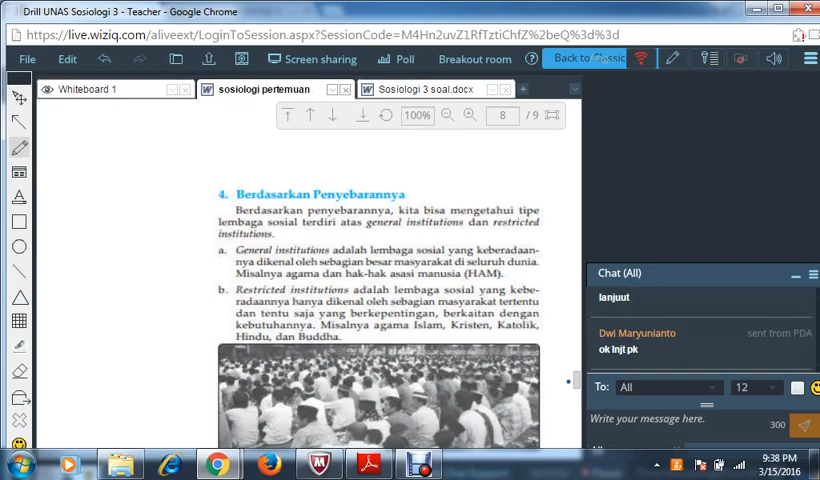 Drill UNAS Sosiologi 3 - Teacher - Google Chrome
https://live.wiziq.com/aliveext/LoginToSession.aspx?SessionCode=M4Hn2uvZ1RfTztiChfZ%2beQ%3d%3d
File Edit Screen sharing Poll Breakout room Back to Classic
Whiteboard 1 sosiologi pertemuan Sosiologi 3 soal.docx
100% 8 / 9
4. Berdasarkan Penyebarannya
Berdasarkan penyebarannya, kita bisa mengetahui tipe
lembaga sosial terdiri atas general institutions dan restricted
institutions.
a. General institutions adalah lembaga sosial yang keberadaan-
nya dikenal oleh sebagian besar masyarakat di seluruh dunia.
Misalnya agama dan hak-hak asasi manusia (HAM).
b. Restricted institutions adalah lembaga sosial yang kebe-
radaannya hanya dikenal oleh sebagian masyarakat tertentu
dan tentu saja yang berkepentingan, berkaitan dengan
kebutuhannya. Misalnya agama Islam, Kristen, Katolik,
Hindu, dan Buddha.
Chat (All)
lanjuut
Dwi Maryunianto sent from PDA
ok lnjt pk
To: All 12
Write your message here. 300
9:38 PM
3/15/2016